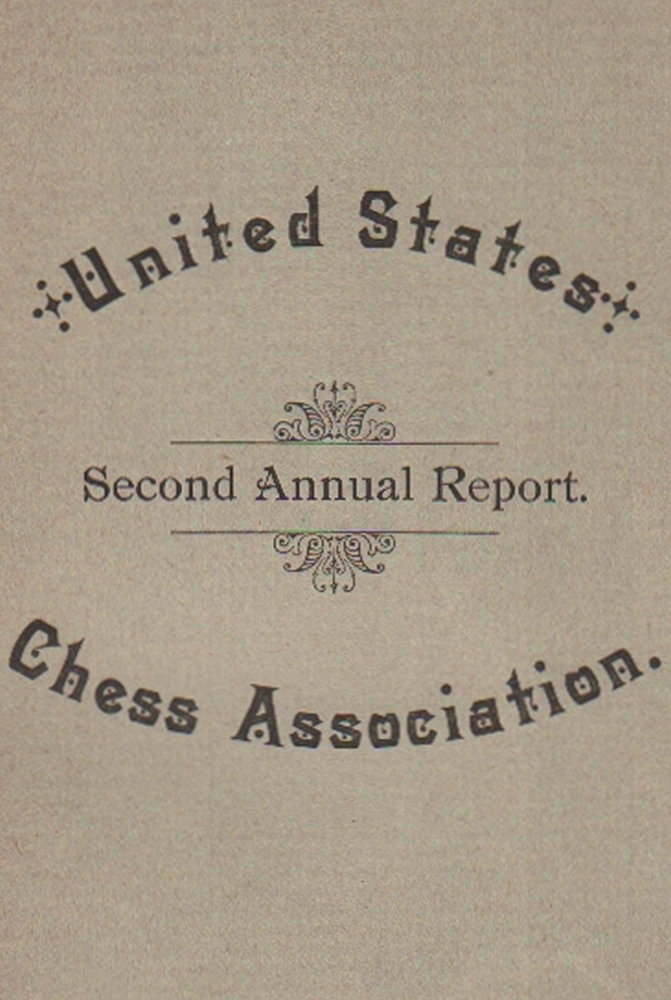 United States
Second Annual Report.
Chess Association.